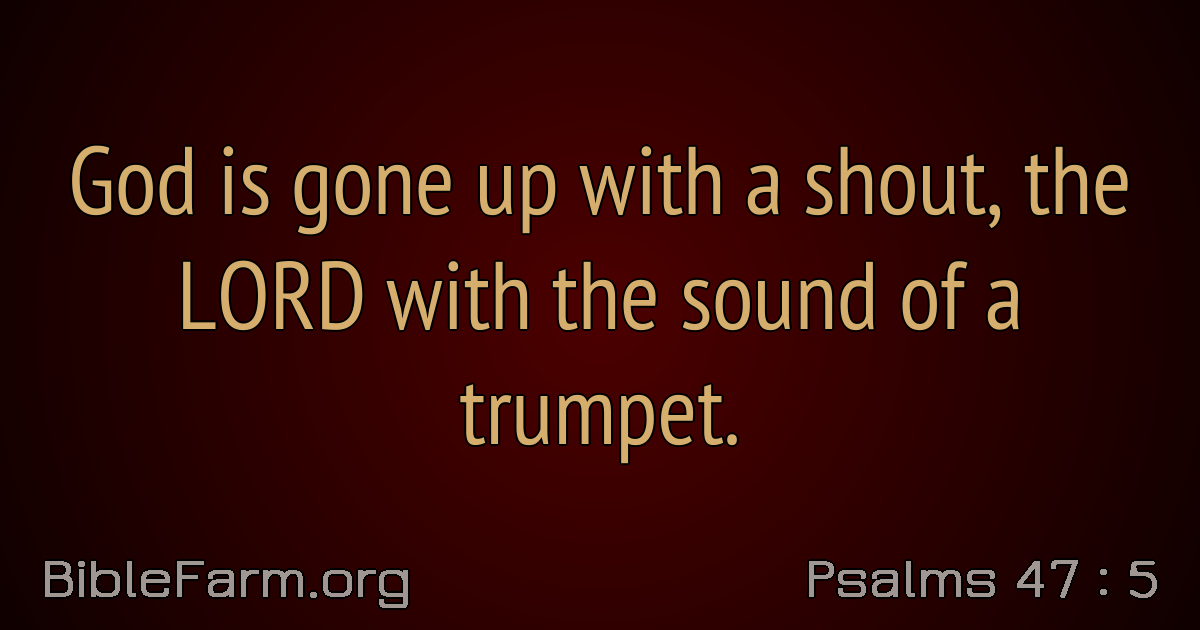 God is gone up with a shout, the
LORD with the sound of a
trumpet.
BibleFarm.org
Psalms 47 : 5